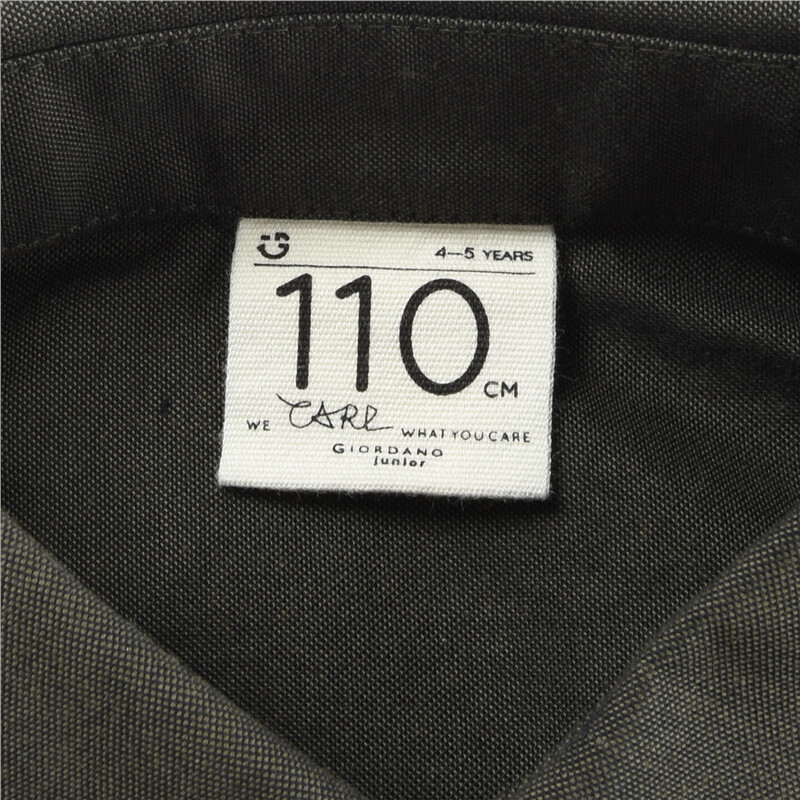 4—5 YEARS
110 CM
WE CARE WHAT YOU CARE
GIORDANO
junior